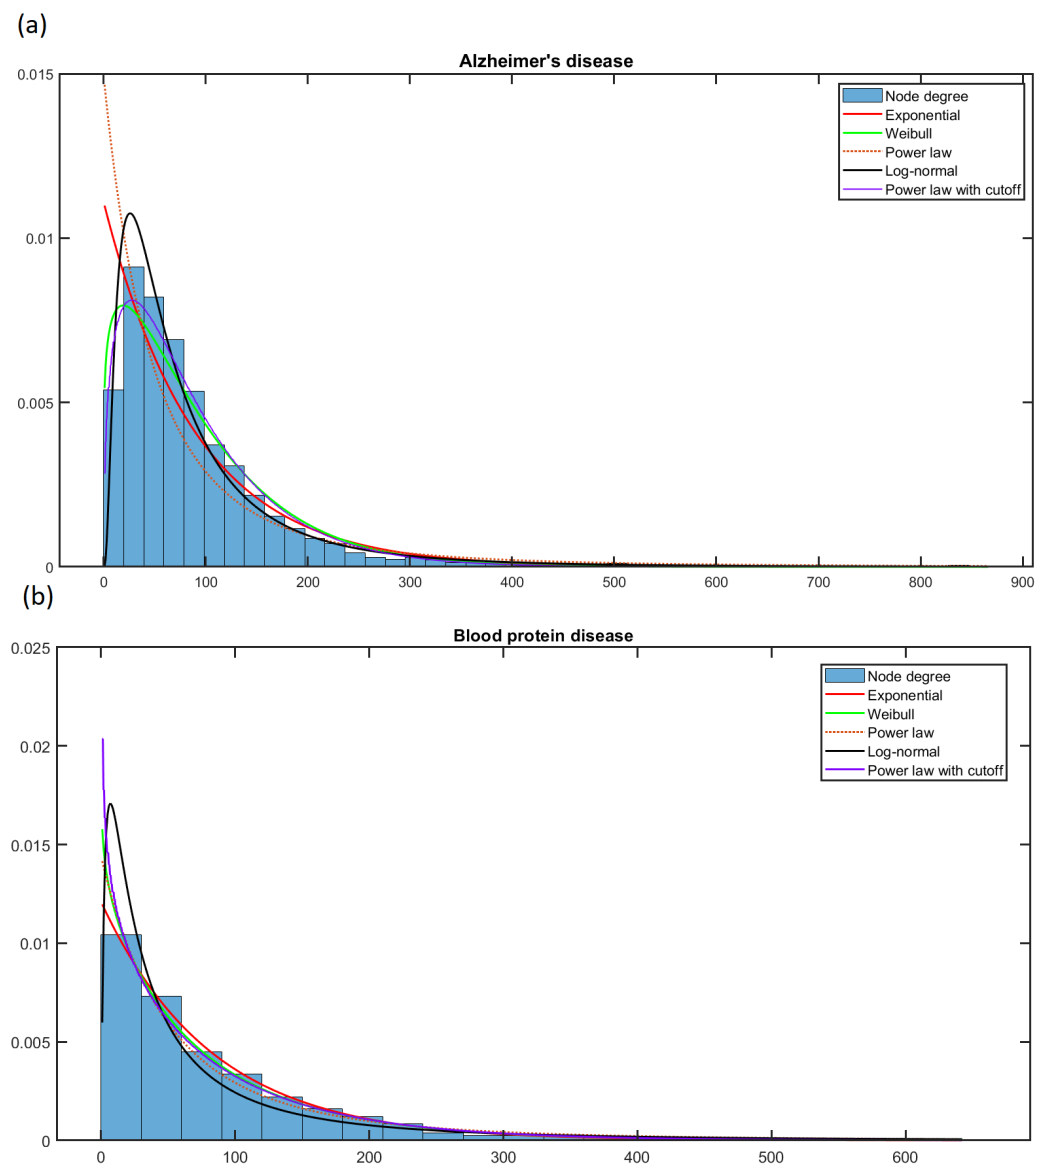 (a)
Alzheimer's disease
0.015
0.01
0.005
0
Node degree
Exponential
Weibull
Power law
Log-normal
Power law with cutoff
0 100 200 300 400 500 600 700 800 900
(b)
Blood protein disease
0.025
0.02
0.015
0.01
0.005
0
Node degree
Exponential
Weibull
Power law
Log-normal
Power law with cutoff
0 100 200 300 400 500 600